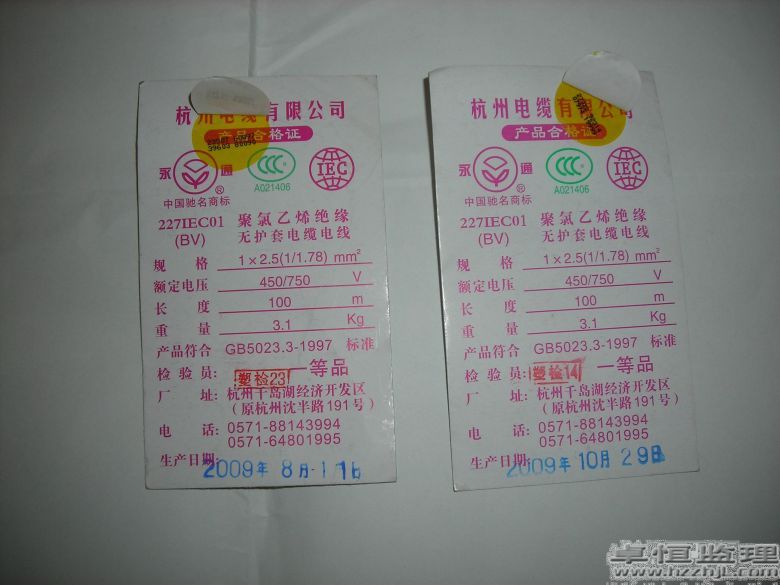 杭州电缆有限公司
产品合格证
永 通
®
CCC
IEC
A021406
中国驰名商标
227IEC01 聚氯乙烯绝缘
(BV) 无护套电缆电线
规 格 1×2.5(1/1.78) mm²
额定电压 450/750 V
长 度 100 m
重 量 3.1 Kg
产品符合 GB5023.3-1997 标准
检 验 员: 塑检23 一等品
厂 址: 杭州千岛湖经济开发区
(原杭州沈半路191号)
电 话: 0571-88143994
0571-64801995
生产日期:
2009年 8月
杭州电缆有限公司
产品合格证
永 通
®
CCC
IEC
A021406
中国驰名商标
227IEC01 聚氯乙烯绝缘
(BV) 无护套电缆电线
规 格 1×2.5(1/1.78) mm²
额定电压 450/750 V
长 度 100 m
重 量 3.1 Kg
产品符合 GB5023.3-1997 标准
检 验 员: 塑检14 一等品
厂 址: 杭州千岛湖经济开发区
(原杭州沈半路191号)
电 话: 0571-88143994
0571-64801995
生产日期:
2009年 10月 29日
卓恒监理
www.hzzhjl.com